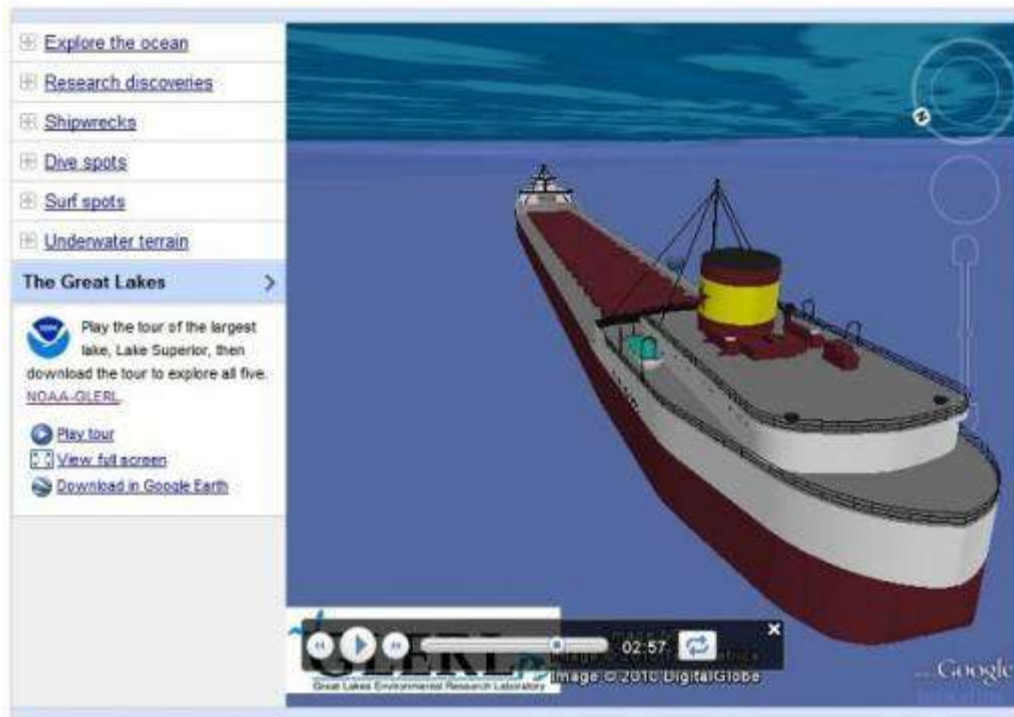 Explore the ocean
Research discoveries
Shipwrecks
Dive spots
Surf spots
Underwater terrain
The Great Lakes
Play the tour of the largest
lake, Lake Superior, then
download the tour to explore all five.
NOAA-GLERL
Play tour
View full screen
Download in Google Earth
N
GLERL
02:57
Great Lakes Environmental Research Laboratory
Image © 2010 DigitalGlobe
Google